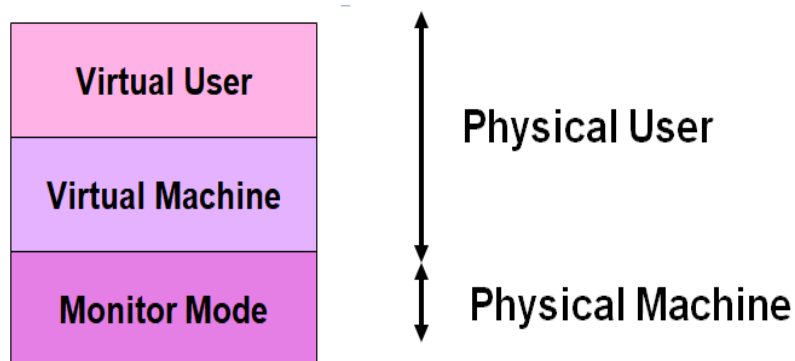 Virtual User
Physical User
Virtual Machine
Monitor Mode
Physical Machine